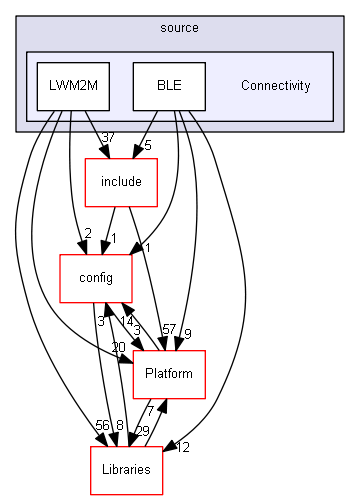 source
LWM2M
BLE
Connectivity
37
5
include
2
1
1
config
3
14
3
57
9
20
Platform
7
56
8
29
12
Libraries